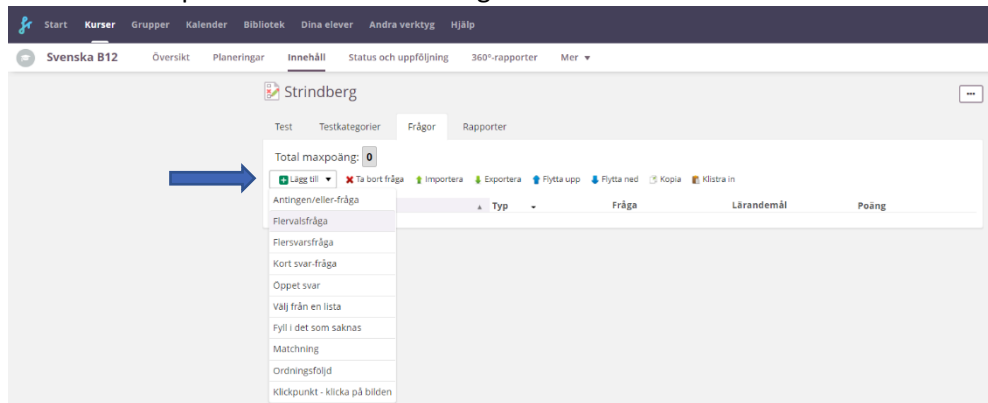 Start Kurser Grupper Kalender Bibliotek Dina elever Andra verktyg Hjälp
Svenska B12 Översikt Planeringar Innehåll Status och uppföljning 360°-rapporter Mer
Strindberg
Test Testkategorier Frågor Rapporter
Total maxpoäng: 0
Lägg till Ta bort fråga Importera Exportera Flytta upp Flytta ned Kopia Klistra in
Typ Fråga Lärandemål Poäng
Antingen/eller-fråga
Flervalsfråga
Flersvarsfråga
Kort svar-fråga
Öppet svar
Välj från en lista
Fyll i det som saknas
Matchning
Ordningsföljd
Klickpunkt - klicka på bilden